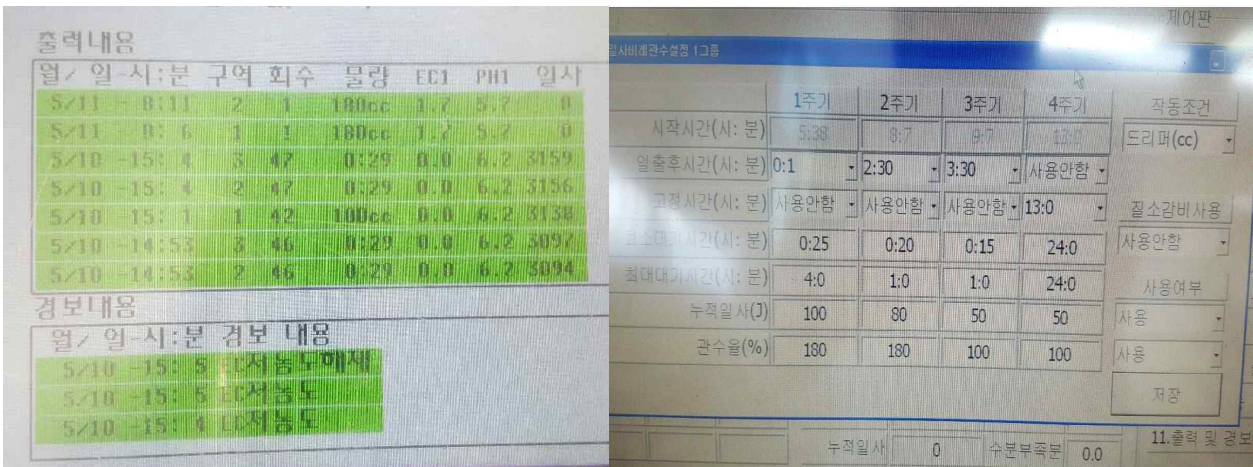 출력내용
월/ 일-시:분 구역 회수 물량 EC1 PH1 일사
5/11 - 8:11 2 1 180cc 1.7 5.7 0
5/11 - 8: 6 1 1 180cc 1.7 5.7 0
5/10 -15: 4 3 47 0:29 0.0 6.2 3159
5/10 -15: 4 2 47 0:29 0.0 6.2 3156
5/10 -15: 1 1 42 100cc 0.0 6.2 3138
5/10 -14:53 3 46 0:29 0.0 6.2 3097
5/10 -14:53 2 46 0:29 0.0 6.2 3094
경보내용
월/ 일-시:분 경보 내용
5/10 -15: 5 EC저농도해제
5/10 -15: 5 EC저농도
5/10 -15: 4 EC저농도
제어판
일사비례관수설정 1그룹
1주기 2주기 3주기 4주기 작동조건
시작시간(시: 분) 5:38 8:7 9:7 13:0 드리퍼(cc)
일출후시간(시: 분) 0:1 2:30 3:30 사용안함
고정시간(시: 분) 사용안함 사용안함 사용안함 13:0 질소감비사용
최소대기시간(시: 분) 0:25 0:20 0:15 24:0 사용안함
최대대기시간(시: 분) 4:0 1:0 1:0 24:0 사용여부
누적일사(J) 100 80 50 50 사용
관수율(%) 180 180 100 100 사용
저장
누적일사 0 수분부족분 0.0 11.출력 및 경보